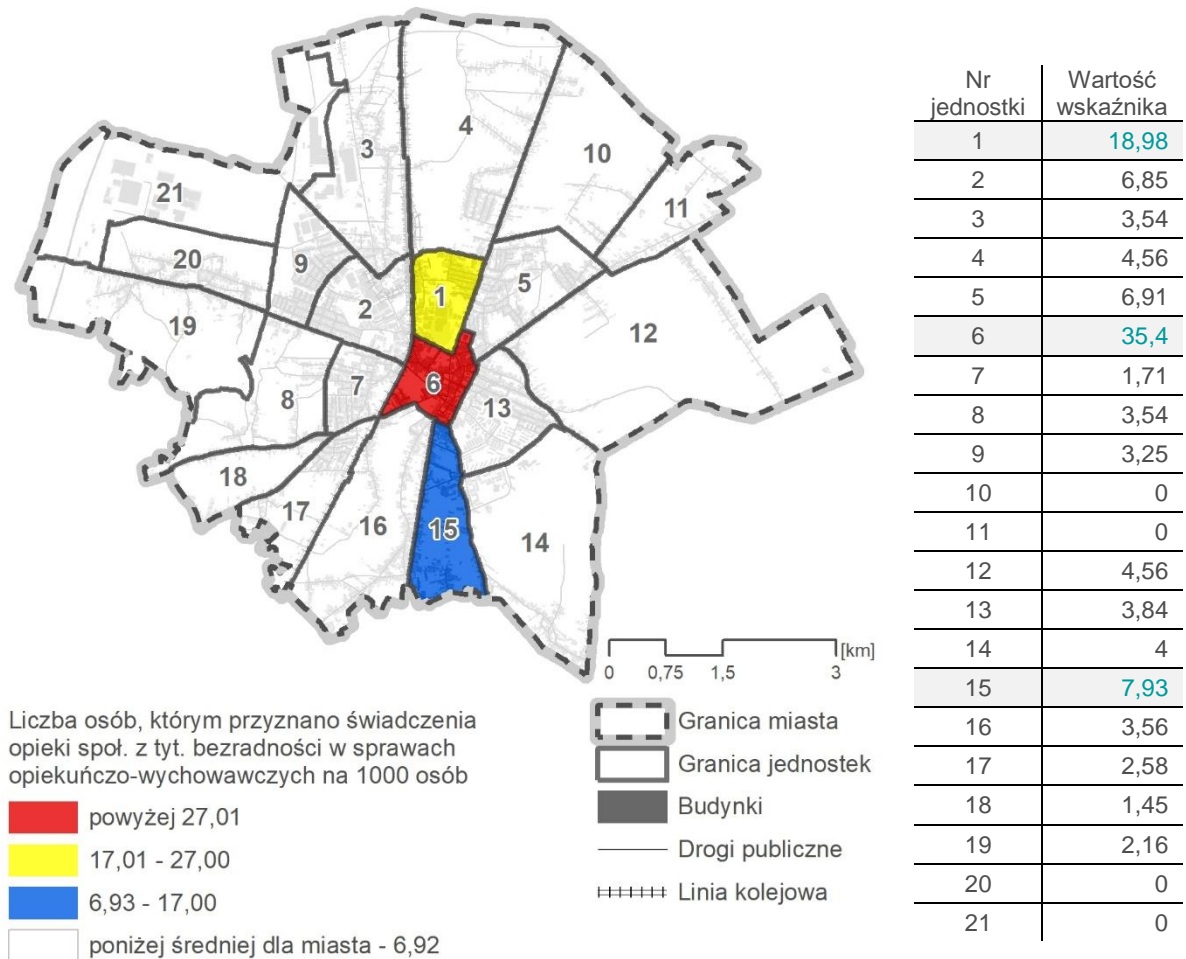 4
3
10
21
11
20
9
1
5
2
19
12
6
7
13
8
18
17
16
15
14
[km]
0 0,75 1,5 3
Liczba osób, którym przyznano świadczenia
opieki społ. z tyt. bezradności w sprawach
opiekuńczo-wychowawczych na 1000 osób
powyżej 27,01
17,01 - 27,00
6,93 - 17,00
poniżej średniej dla miasta - 6,92
Granica miasta
Granica jednostek
Budynki
Drogi publiczne
Linia kolejowa
Nr Wartość
jednostki wskaźnika
1 18,98
2 6,85
3 3,54
4 4,56
5 6,91
6 35,4
7 1,71
8 3,54
9 3,25
10 0
11 0
12 4,56
13 3,84
14 4
15 7,93
16 3,56
17 2,58
18 1,45
19 2,16
20 0
21 0